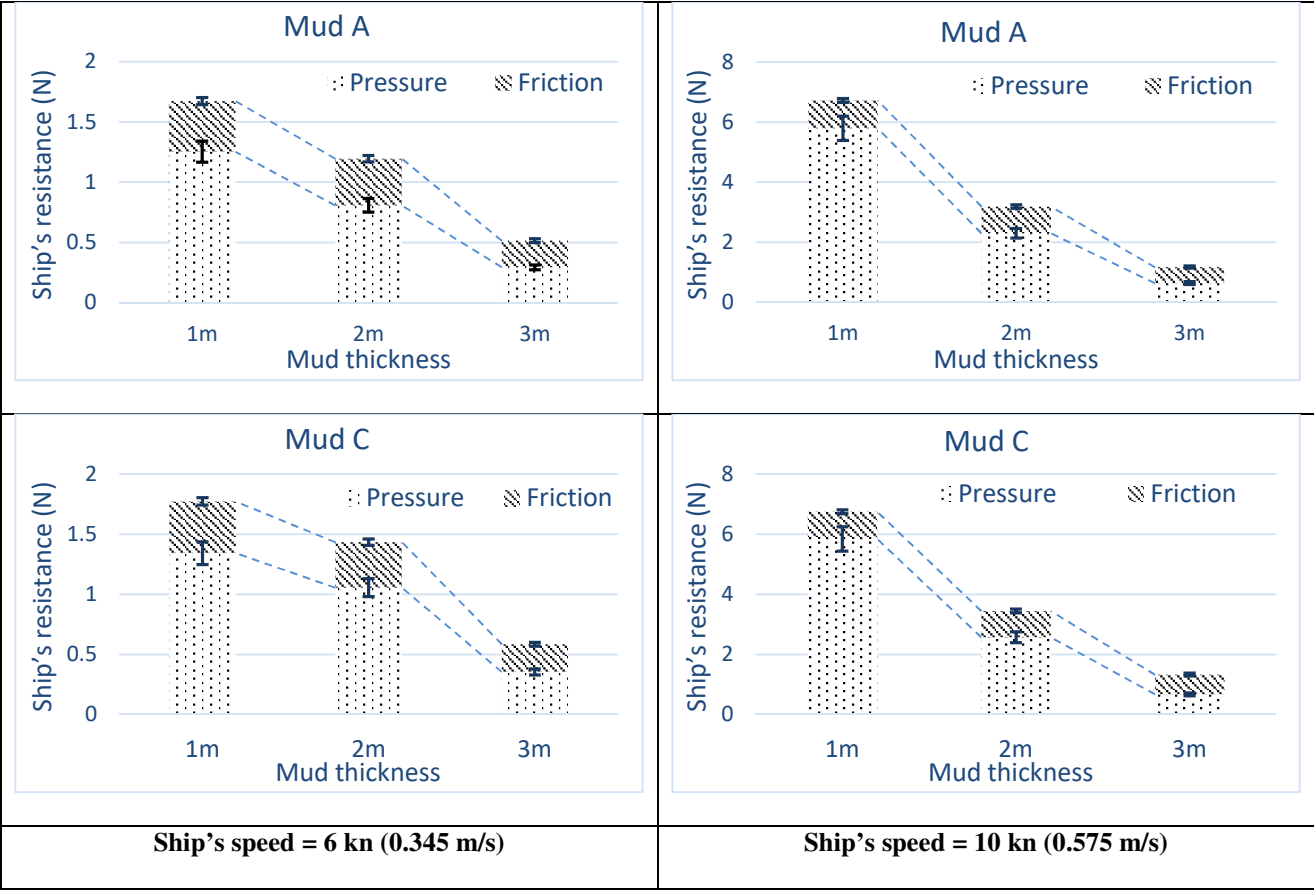 Mud A
2
1.5
1
0.5
0
Ship's resistance (N)
Pressure Friction
1m 2m 3m
Mud thickness
Mud A
8
6
4
2
0
Ship's resistance (N)
Pressure Friction
1m 2m 3m
Mud thickness
Mud C
2
1.5
1
0.5
0
Ship's resistance (N)
Pressure Friction
1m 2m 3m
Mud thickness
Mud C
8
6
4
2
0
Ship's resistance (N)
Pressure Friction
1m 2m 3m
Mud thickness
Ship's speed = 6 kn (0.345 m/s)
Ship's speed = 10 kn (0.575 m/s)